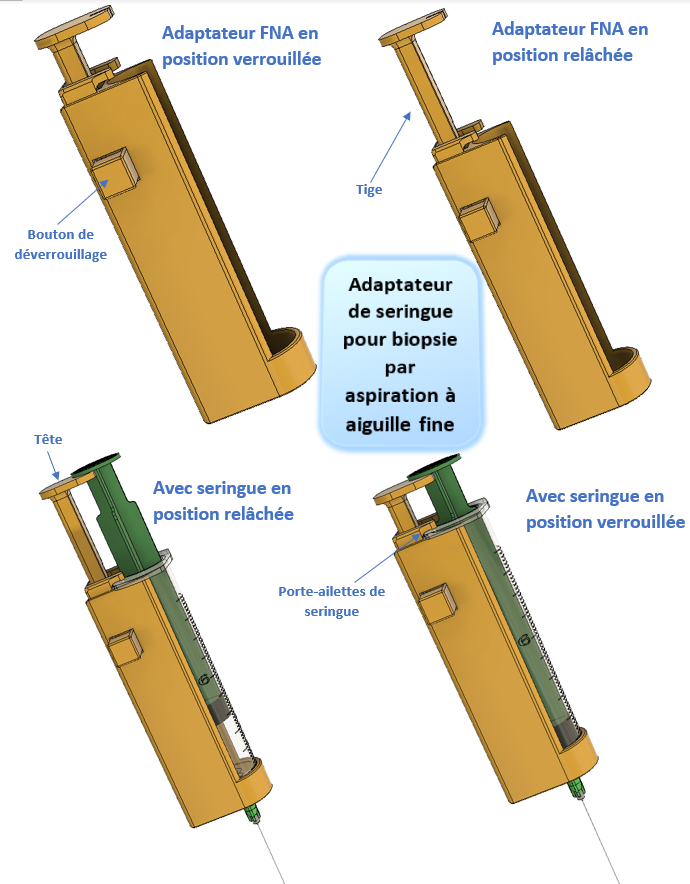 Adaptateur FNA en
position verrouillée
Adaptateur FNA en
position relâchée
Tige
Bouton de
déverrouillage
Adaptateur
de seringue
pour biopsie
par
aspiration à
aiguille fine
Tête
Avec seringue en
position relâchée
Avec seringue en
position verrouillée
Porte-ailettes de
seringue
6
6